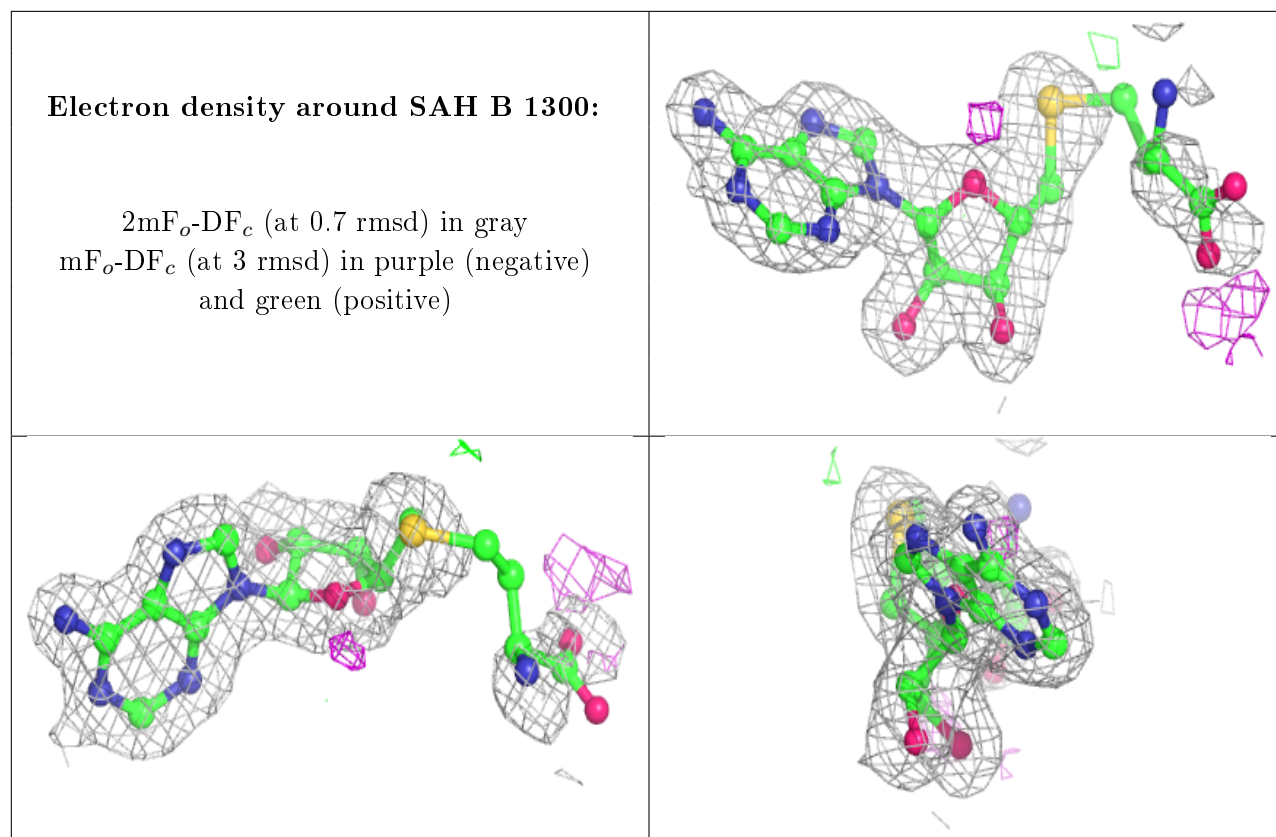 Electron density around SAH B 1300:
2mFo-DFc (at 0.7 rmsd) in gray
mFo-DFc (at 3 rmsd) in purple (negative)
and green (positive)